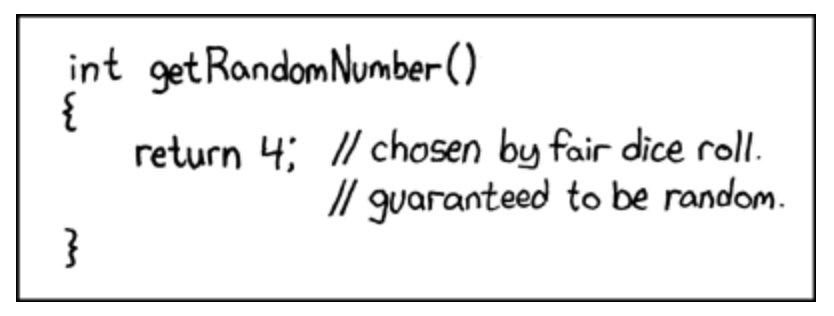 int getRandomNumber()
{
return 4; // chosen by fair dice roll.
// guaranteed to be random.
}